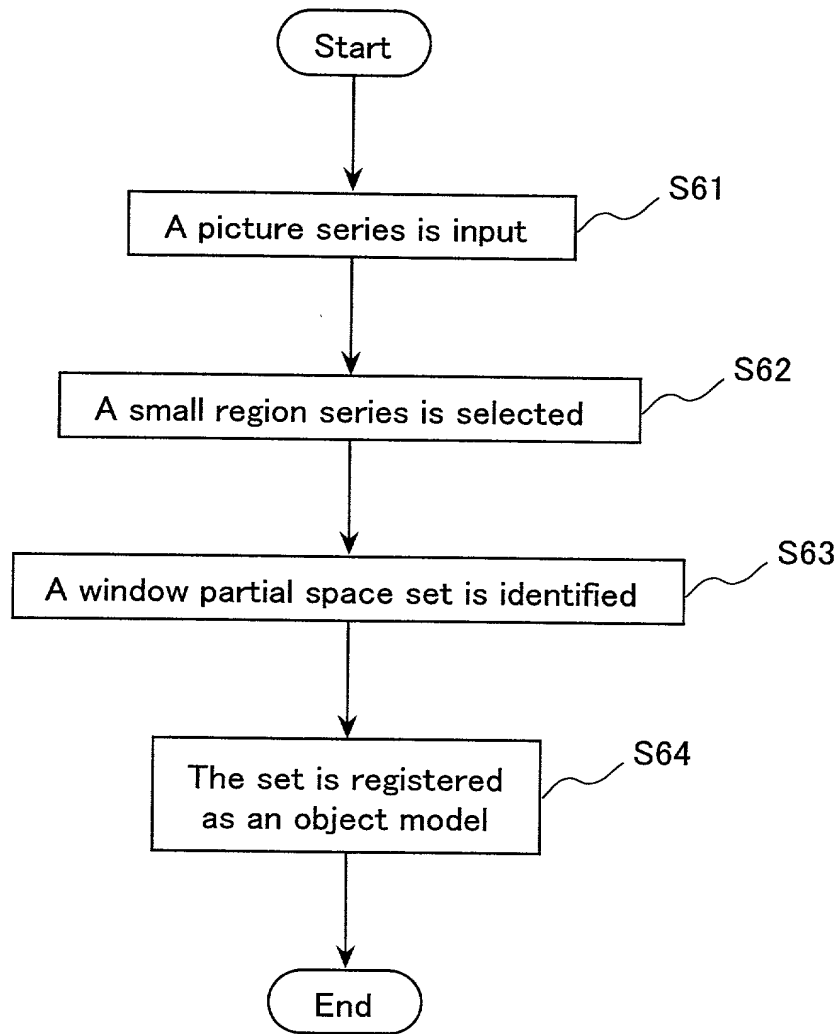 Start
S61
A picture series is input
S62
A small region series is selected
S63
A window partial space set is identified
S64
The set is registered
as an object model
End